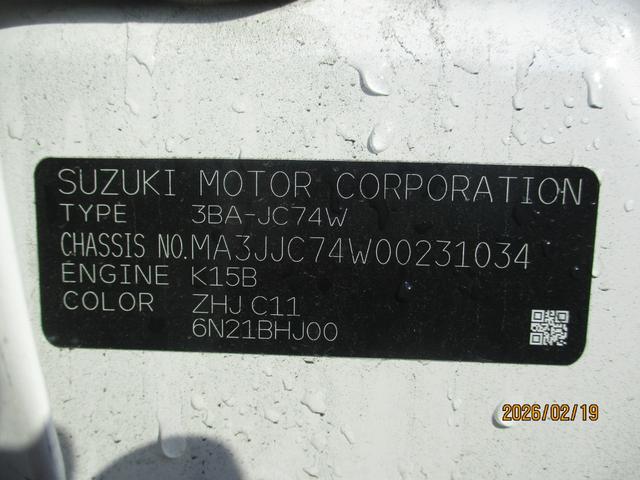 SUZUKI MOTOR CORPORATION
TYPE 3BA-JC74W
CHASSIS NO.MA3JJC74W00231034
ENGINE K15B
COLOR ZHJ C11
6N21BHJ00
2026/02/19